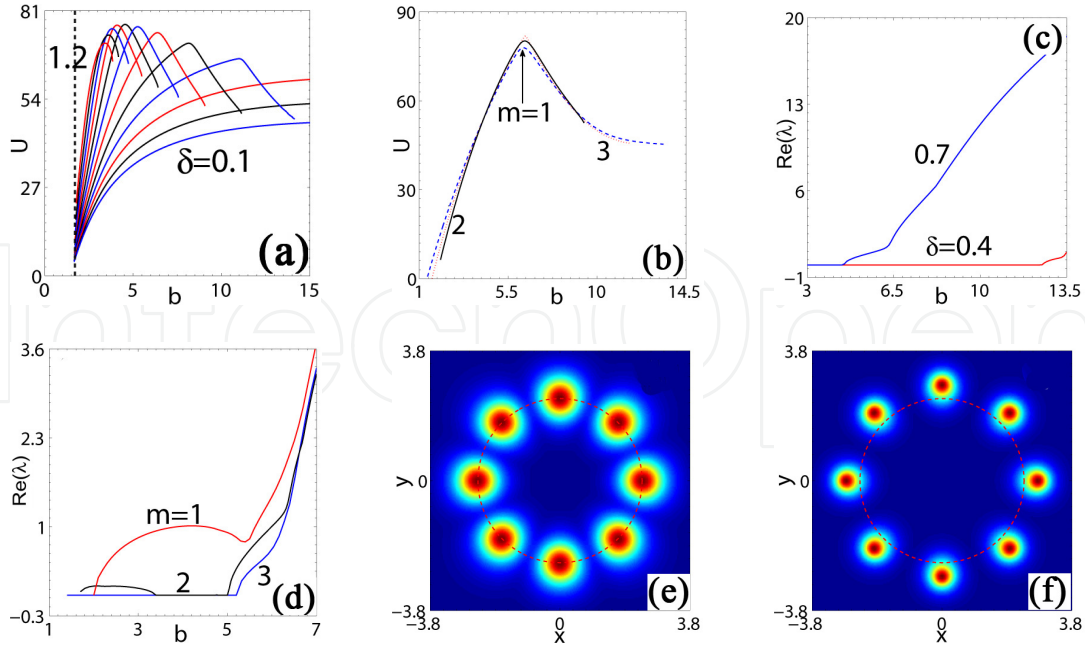 81
54
27
0
U
1.2
δ=0.1
(a)
0
5
10
15
b
90
60
30
0
U
m=1
2
3
(b)
1
5.5
10
14.5
b
20
13
6
−1
Re(λ)
(c)
0.7
δ=0.4
3
6.5
10
13.5
b
3.6
2.3
1
−0.3
Re(λ)
m=1
2
3
(d)
1
3
5
7
b
3.8
y
0
−3.8
(e)
−3.8
0
3.8
x
3.8
y
0
−3.8
(f)
−3.8
0
3.8
x
IntechOpen